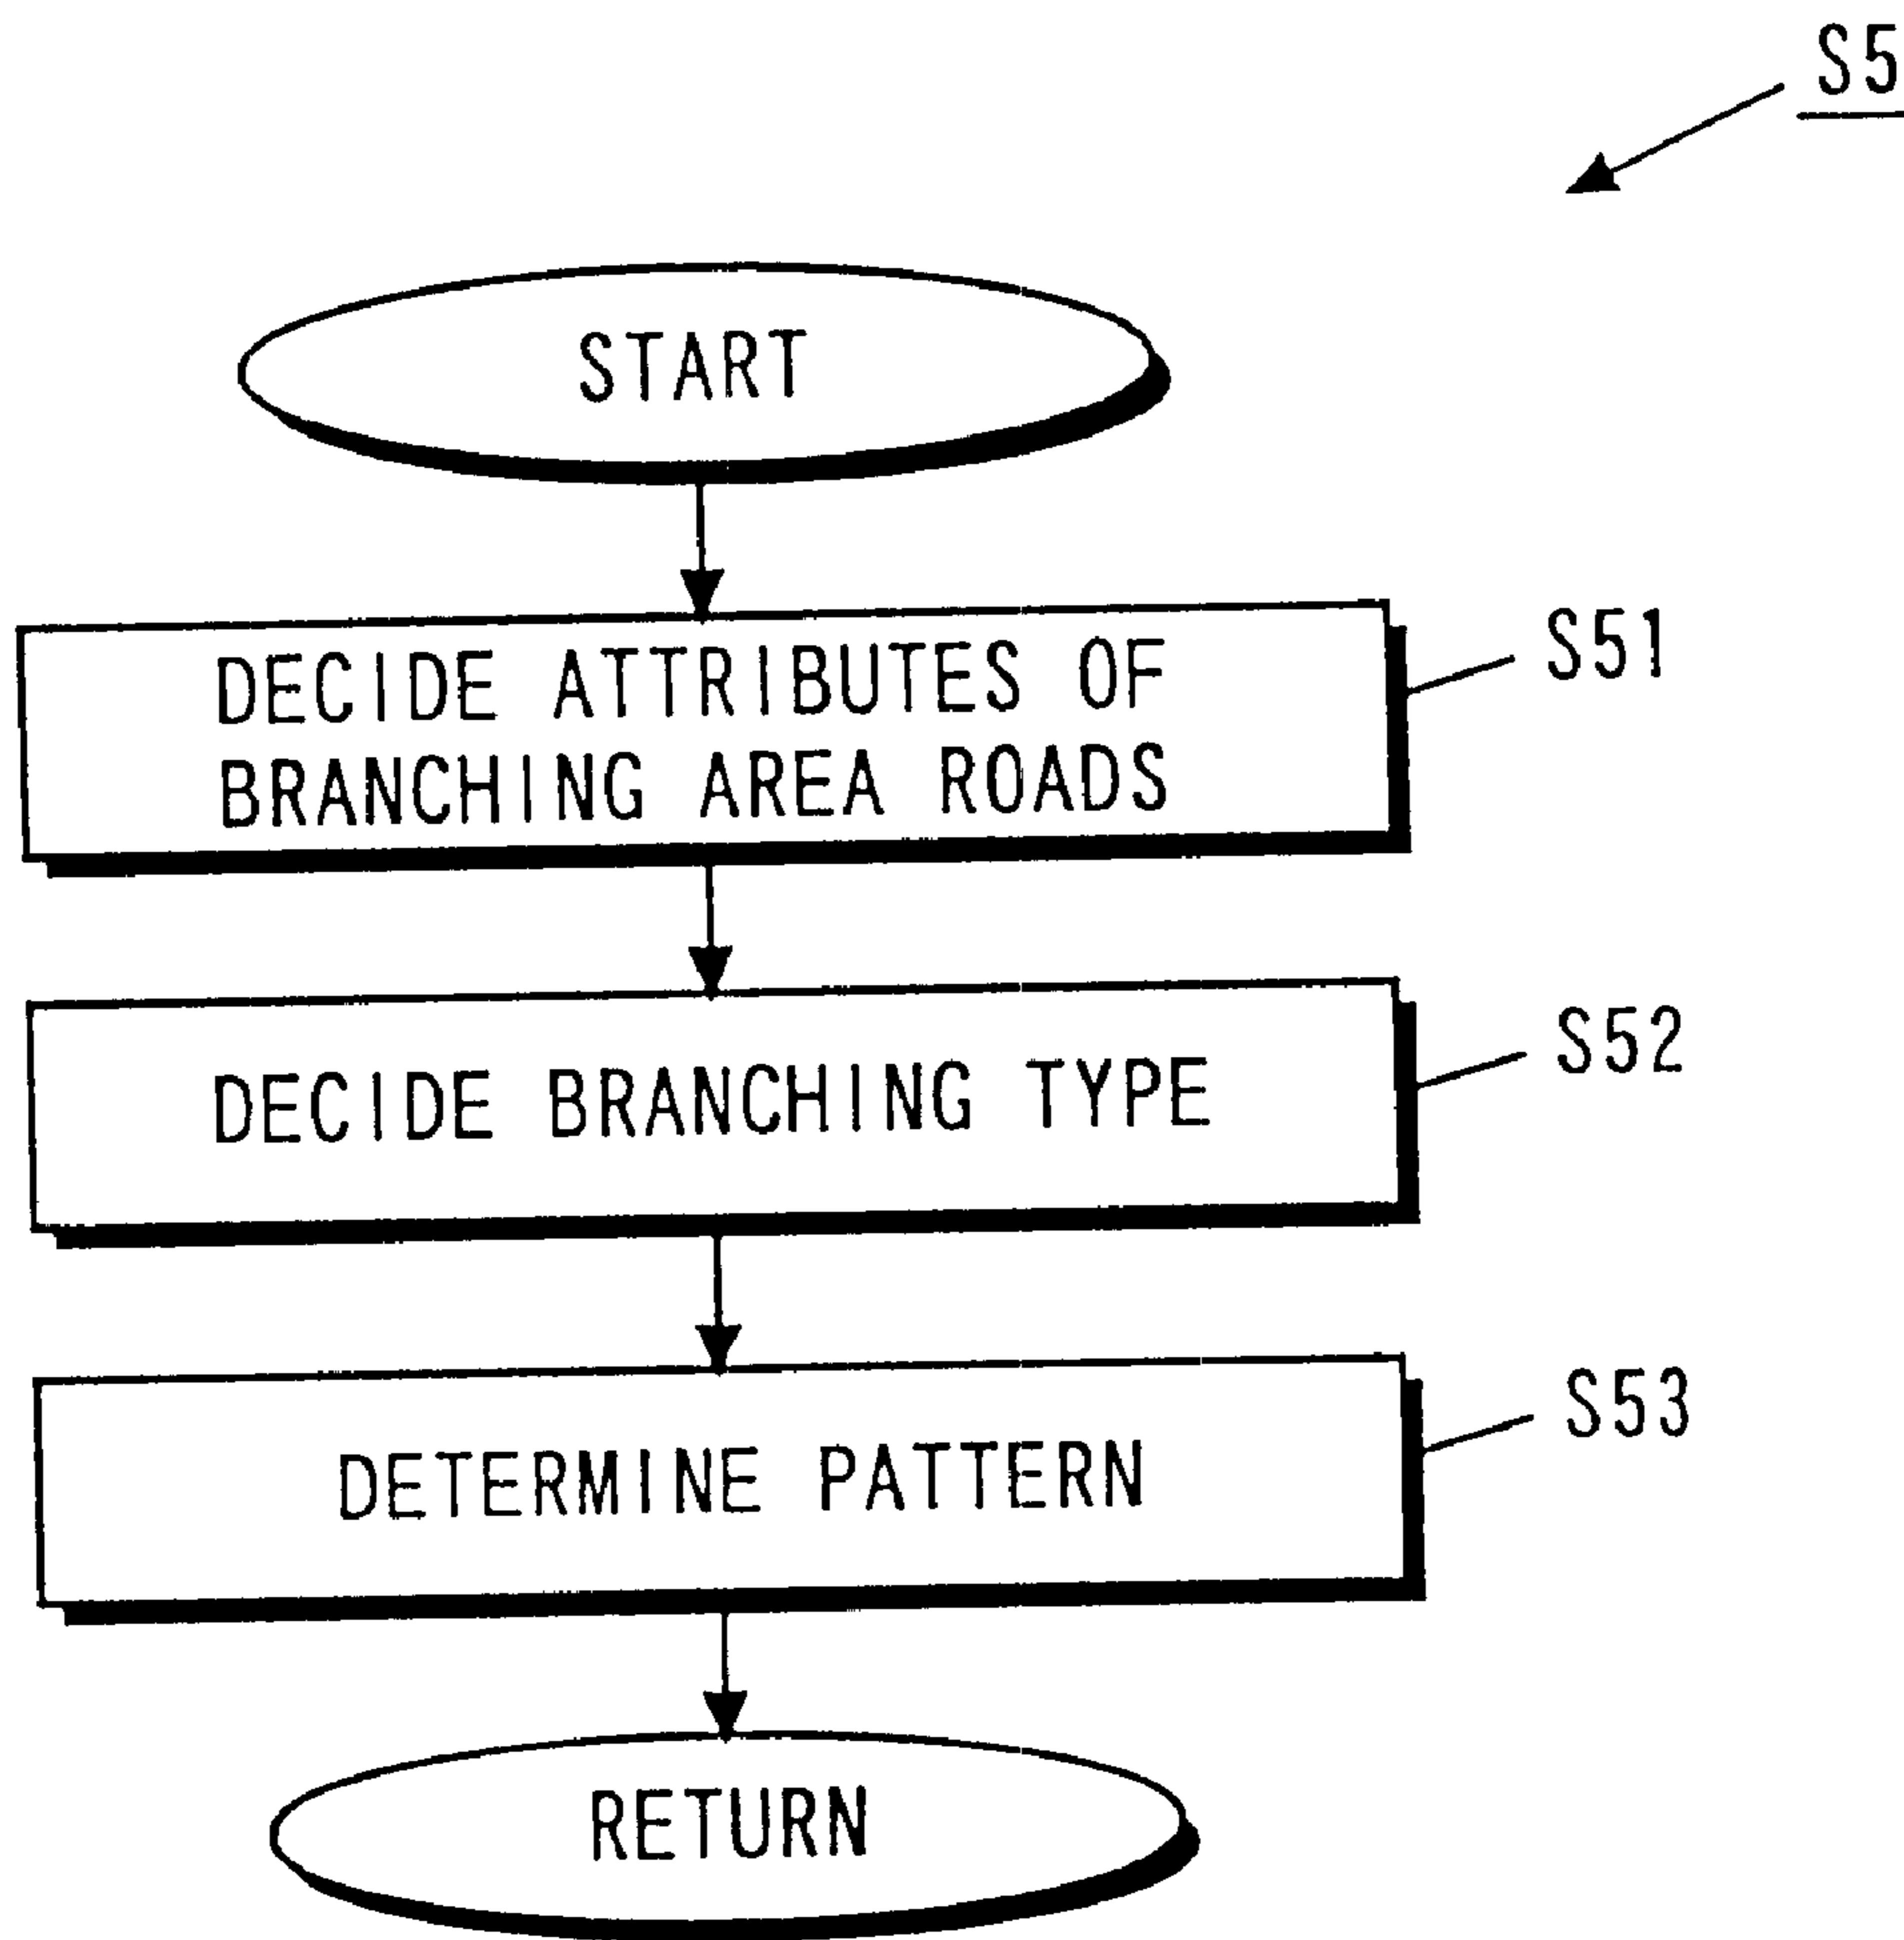 S5
START
DECIDE ATTRIBUTES OF
BRANCHING AREA ROADS
S51
DECIDE BRANCHING TYPE
S52
DETERMINE PATTERN
S53
RETURN